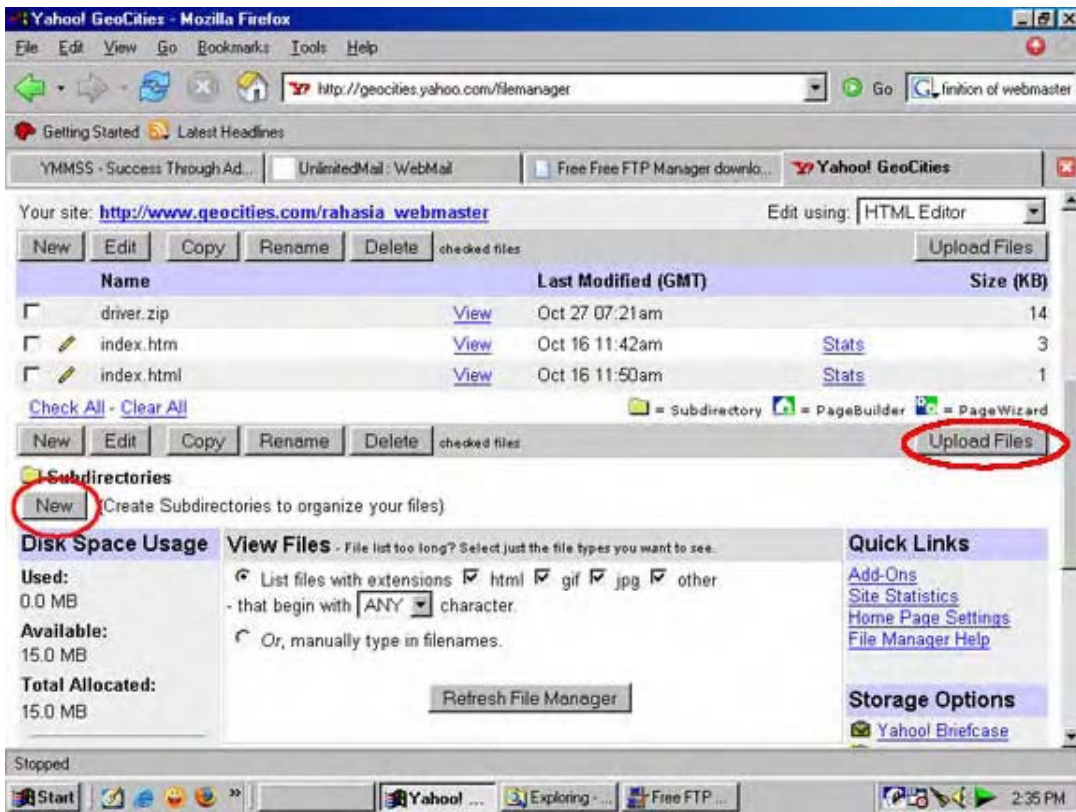 Yahoo! GeoCities - Mozilla Firefox
File Edit View Go Bookmarks Tools Help
http://geocities.yahoo.com/filemanager Go finition of webmaster
Getting Started Latest Headlines
YMMSS - Success Through Ad... UnlimitedMail : WebMail Free Free FTP Manager downlo... Yahoo! GeoCities
Your site: http://www.geocities.com/rahasia_webmaster Edit using: HTML Editor
New Edit Copy Rename Delete checked files Upload Files
Name Last Modified (GMT) Size (KB)
driver.zip View Oct 27 07:21am 14
index.htm View Oct 16 11:42am Stats 3
index.html View Oct 16 11:50am Stats 1
Check All - Clear All = Subdirectory = PageBuilder = PageWizard
New Edit Copy Rename Delete checked files Upload Files
Subdirectories
New (Create Subdirectories to organize your files)
Disk Space Usage
Used:
0.0 MB
Available:
15.0 MB
Total Allocated:
15.0 MB
View Files - File list too long? Select just the file types you want to see.
List files with extensions html gif jpg other
- that begin with ANY character.
Or, manually type in filenames.
Refresh File Manager
Quick Links
Add-Ons
Site Statistics
Home Page Settings
File Manager Help
Storage Options
Yahoo! Briefcase
Stopped
Start Yahoo! ... Exploring - ... Free FTP ... 2:35 PM